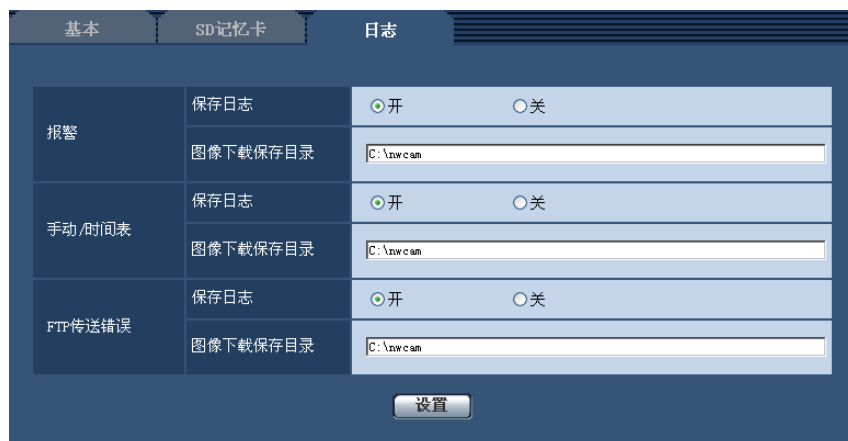 基本 SD记忆卡 日志
报警
保存日志 开 关
图像下载保存目录 C:\nwcam
手动/时间表
保存日志 开 关
图像下载保存目录 C:\nwcam
FTP传送错误
保存日志 开 关
图像下载保存目录 C:\nwcam
设置